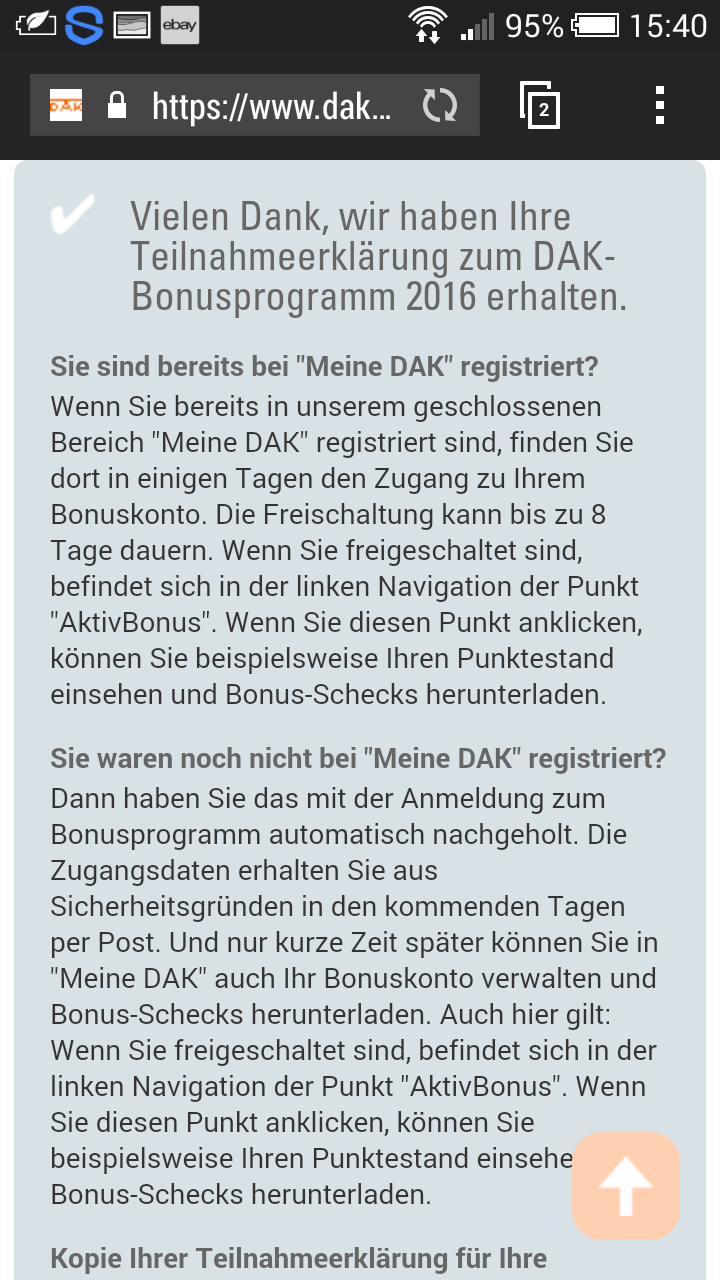 ebay
95%
15:40
DAK
https://www.dak...
2
Vielen Dank, wir haben Ihre
Teilnahmeerklärung zum DAK-
Bonusprogramm 2016 erhalten.
Sie sind bereits bei "Meine DAK" registriert?
Wenn Sie bereits in unserem geschlossenen
Bereich "Meine DAK" registriert sind, finden Sie
dort in einigen Tagen den Zugang zu Ihrem
Bonuskonto. Die Freischaltung kann bis zu 8
Tage dauern. Wenn Sie freigeschaltet sind,
befindet sich in der linken Navigation der Punkt
"AktivBonus". Wenn Sie diesen Punkt anklicken,
können Sie beispielsweise Ihren Punktestand
einsehen und Bonus-Schecks herunterladen.
Sie waren noch nicht bei "Meine DAK" registriert?
Dann haben Sie das mit der Anmeldung zum
Bonusprogramm automatisch nachgeholt. Die
Zugangsdaten erhalten Sie aus
Sicherheitsgründen in den kommenden Tagen
per Post. Und nur kurze Zeit später können Sie in
"Meine DAK" auch Ihr Bonuskonto verwalten und
Bonus-Schecks herunterladen. Auch hier gilt:
Wenn Sie freigeschaltet sind, befindet sich in der
linken Navigation der Punkt "AktivBonus". Wenn
Sie diesen Punkt anklicken, können Sie
beispielsweise Ihren Punktestand einsehe
Bonus-Schecks herunterladen.
Kopie Ihrer Teilnahmeerklärung für Ihre